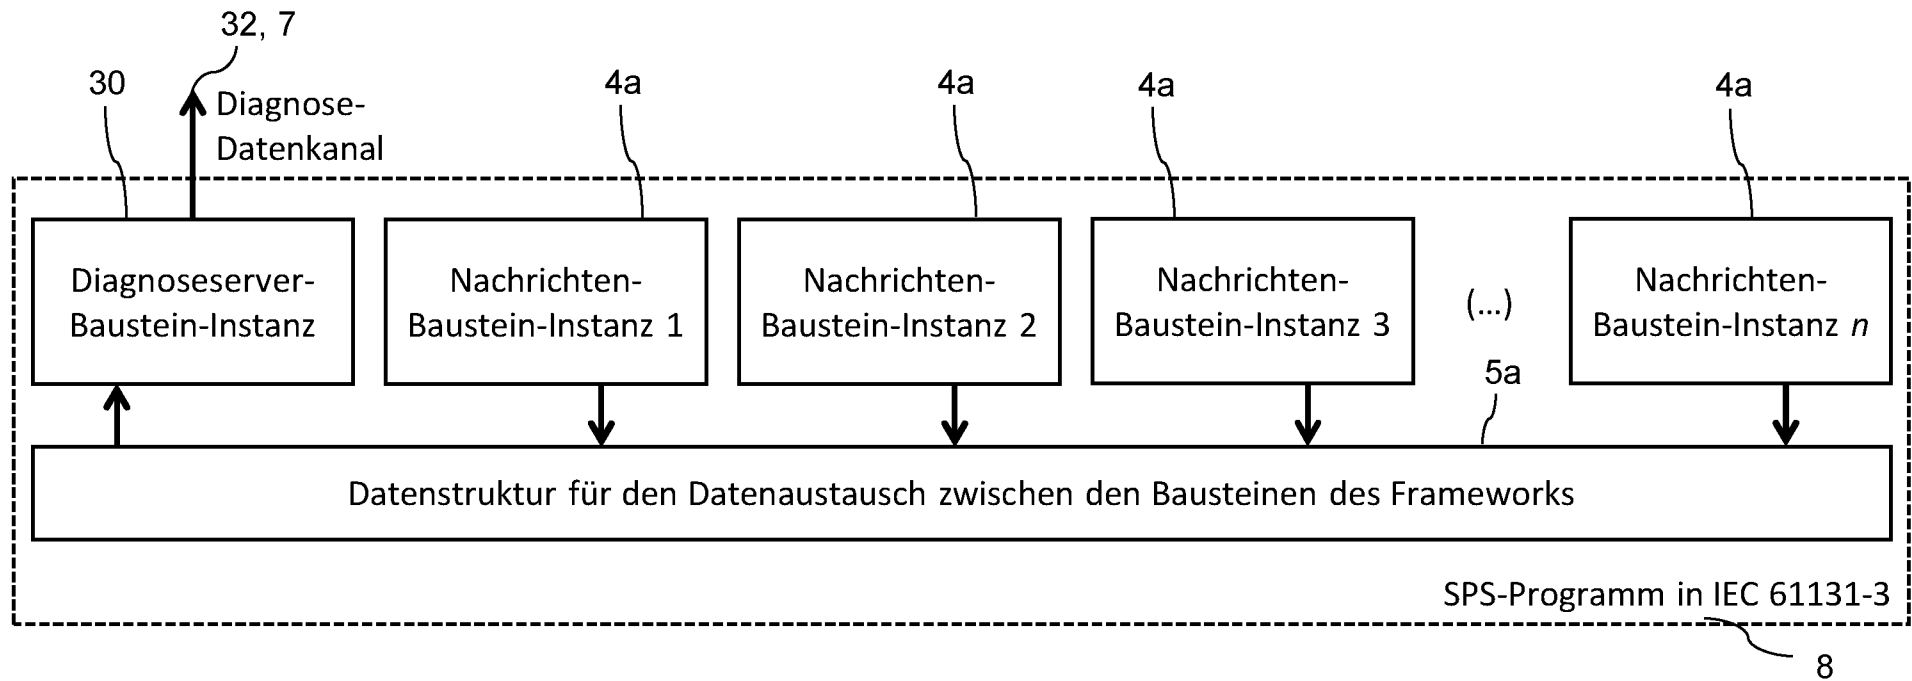 32, 7
30
4a
4a
4a
4a
Diagnose-
Datenkanal
Diagnoseserver-
Baustein-Instanz
Nachrichten-
Baustein-Instanz 1
Nachrichten-
Baustein-Instanz 2
Nachrichten-
Baustein-Instanz 3
(...)
Nachrichten-
Baustein-Instanz n
5a
Datenstruktur für den Datenaustausch zwischen den Bausteinen des Frameworks
SPS-Programm in IEC 61131-3
8